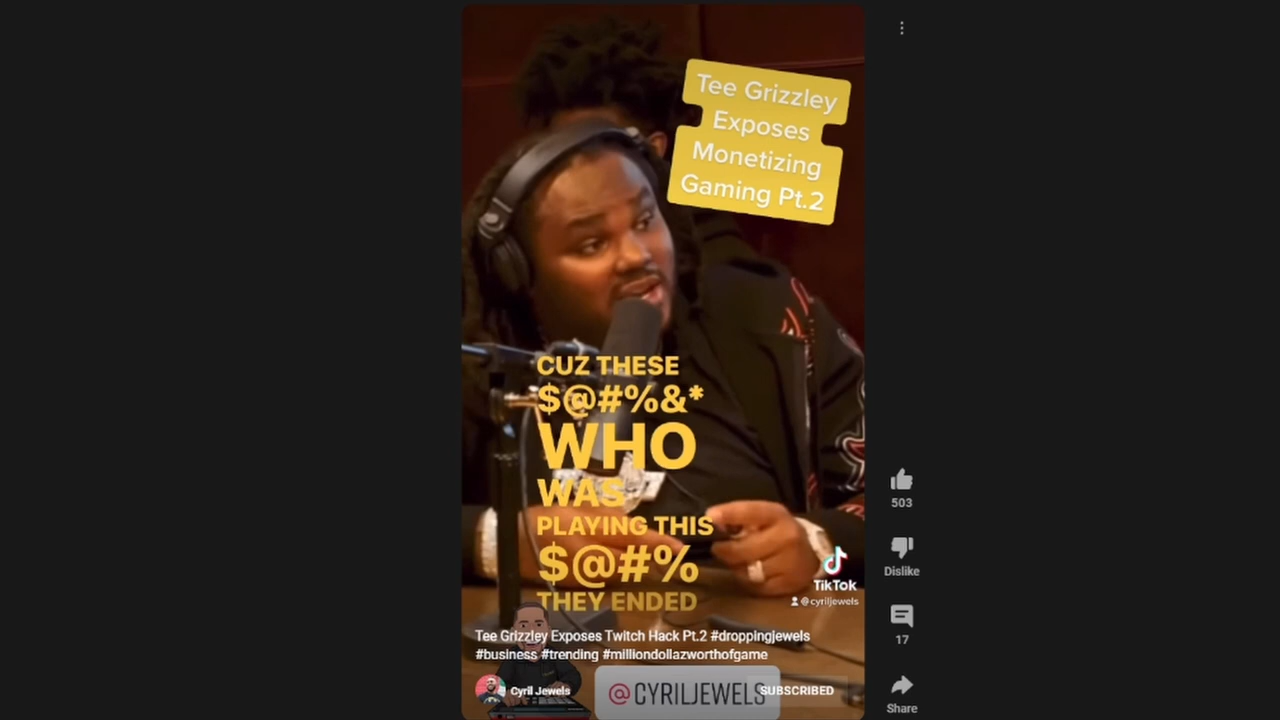 Tee Grizzley
Exposes
Monetizing
Gaming Pt.2
CUZ THESE
$@#%&*
WHO
WAS
PLAYING THIS
$@#%
THEY ENDED
TikTok
@cyriljewels
Tee Grizzley Exposes Twitch Hack Pt.2 #droppingjewels
#business #trending #milliondollazworthofgame
Cyril Jewels
@CYRILJEWELS
SUBSCRIBED
503
Dislike
17
Share